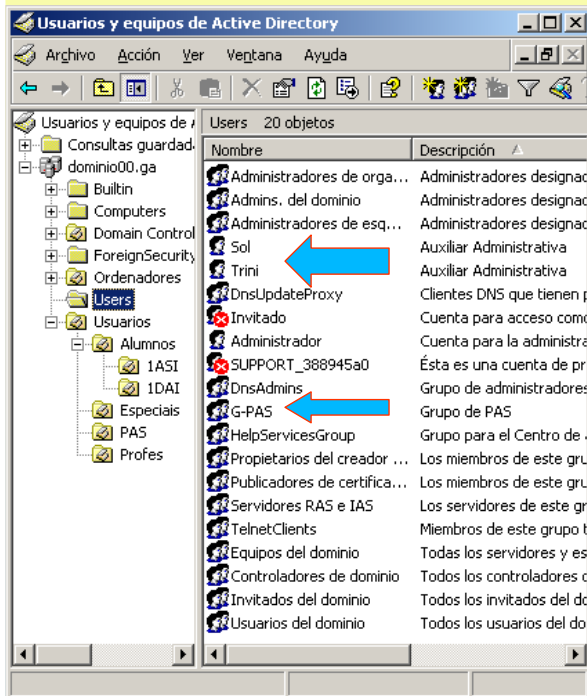 Usuarios y equipos de Active Directory
Archivo Acción Ver Ventana Ayuda
Usuarios y equipos de
Consultas guardad
dominio00.ga
Builtin
Computers
Domain Control
ForeignSecurity
Ordenadores
Users
Usuarios
Alumnos
1ASI
1DAI
Especiais
PAS
Profes
Users 20 objetos
Nombre Descripción
Administradores de orga... Administradores designad
Admins. del dominio Administradores designad
Administradores de esq... Administradores designad
Sol Auxiliar Administrativa
Trini Auxiliar Administrativa
DnsUpdateProxy Clientes DNS que tienen p
Invitado Cuenta para acceso como
Administrador Cuenta para la administra
SUPPORT_388945a0 Ésta es una cuenta de pr
DnsAdmins Grupo de administradores
G-PAS Grupo de PAS
HelpServicesGroup Grupo para el Centro de
Propietarios del creador ... Los miembros de este gru
Publicadores de certifica... Los miembros de este gru
Servidores RAS e IAS Los servidores de este gr
TelnetClients Miembros de este grupo t
Equipos del dominio Todas los servidores y es
Controladores de dominio Todos los controladores d
Invitados del dominio Todos los invitados del do
Usuarios del dominio Todos los usuarios del do